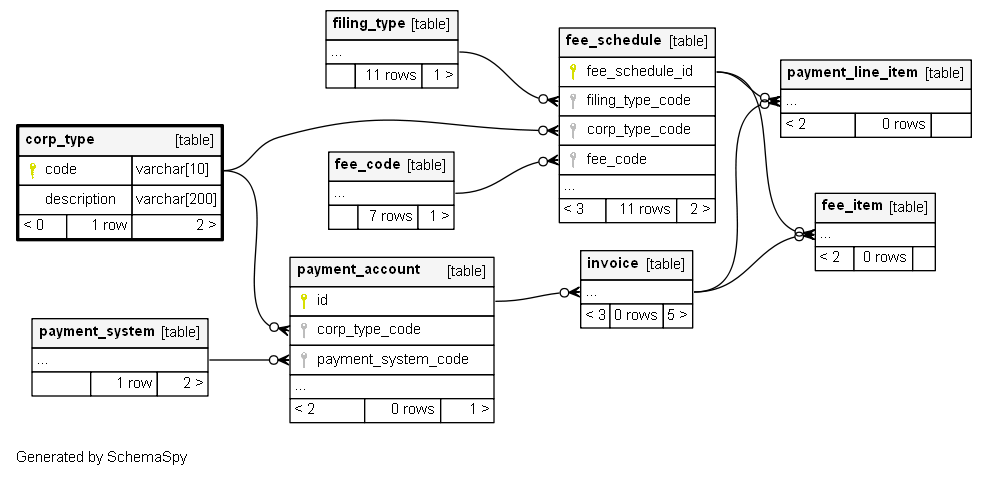 filing_type [table]
...
11 rows 1 >
fee_schedule [table]
fee_schedule_id
filing_type_code
corp_type_code
fee_code
...
< 3 11 rows 2 >
payment_line_item [table]
...
< 2 0 rows
corp_type [table]
code varchar[10]
description varchar[200]
< 0 1 row 2 >
fee_code [table]
...
7 rows 1 >
fee_item [table]
...
< 2 0 rows
payment_account [table]
id
corp_type_code
payment_system_code
...
< 2 0 rows 1 >
invoice [table]
...
< 3 0 rows 5 >
payment_system [table]
...
1 row 2 >
Generated by SchemaSpy